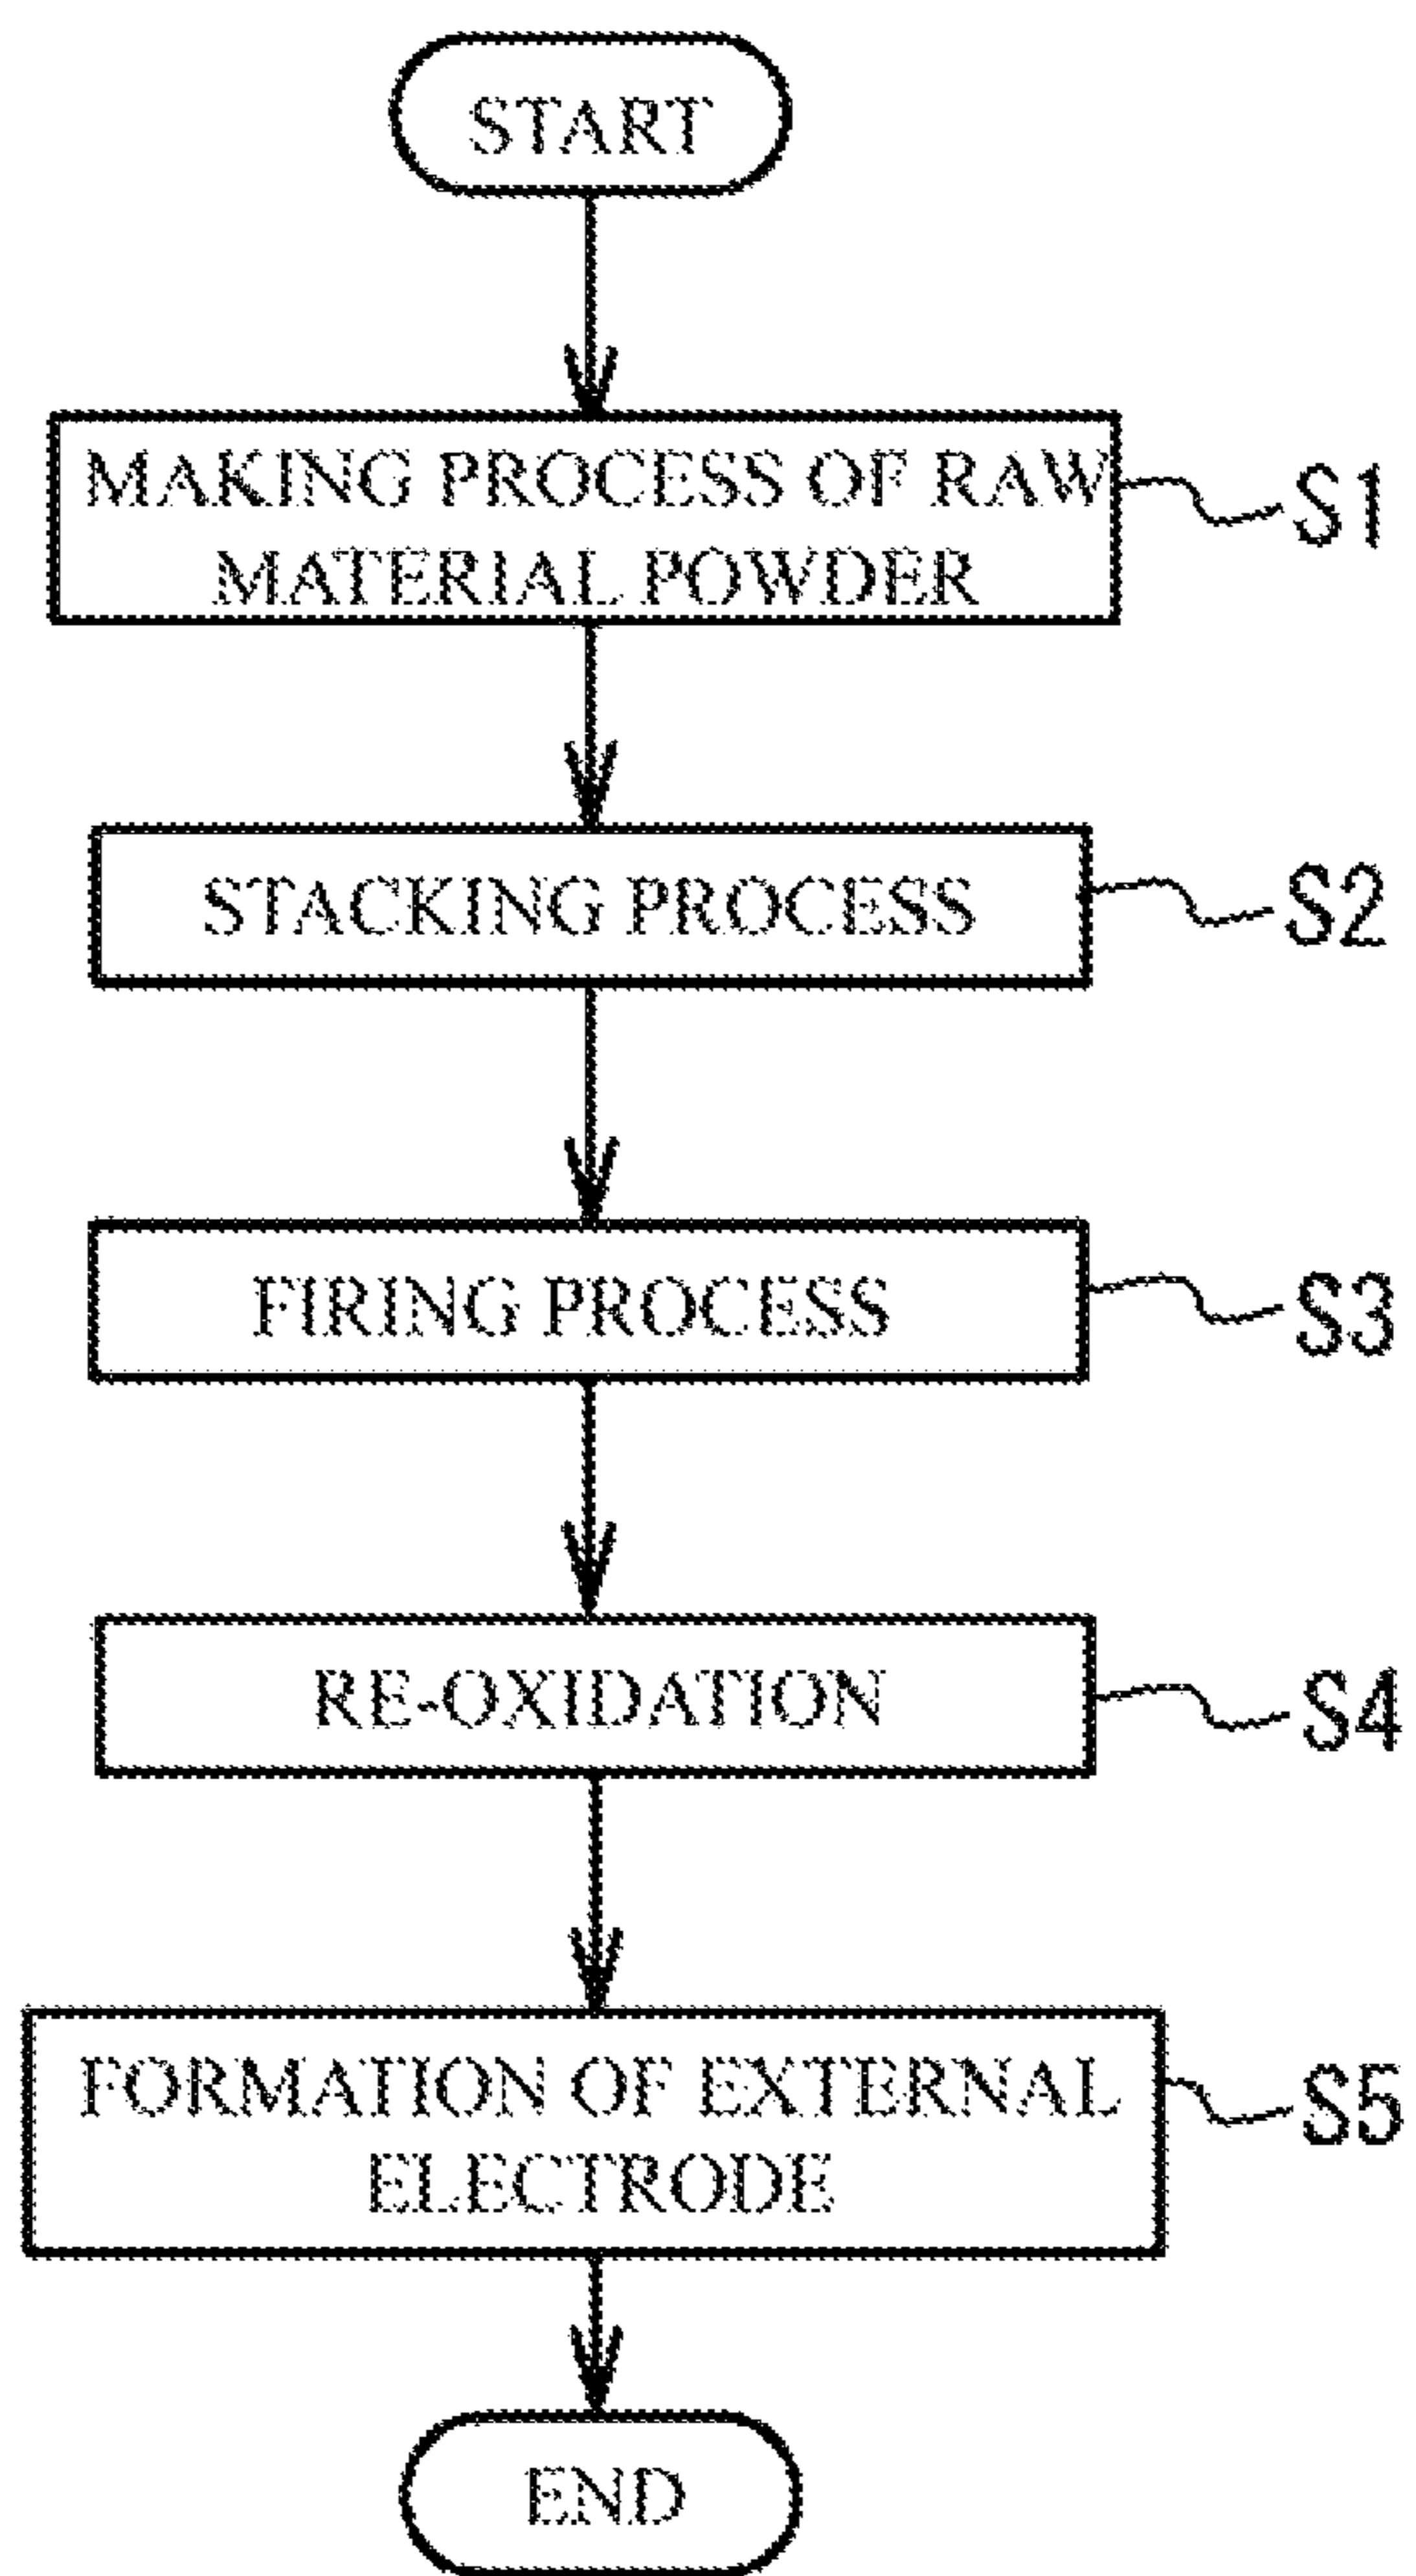 START
MAKING PROCESS OF RAW
MATERIAL POWDER
S1
STACKING PROCESS
S2
FIRING PROCESS
S3
RE-OXIDATION
S4
FORMATION OF EXTERNAL
ELECTRODE
S5
END